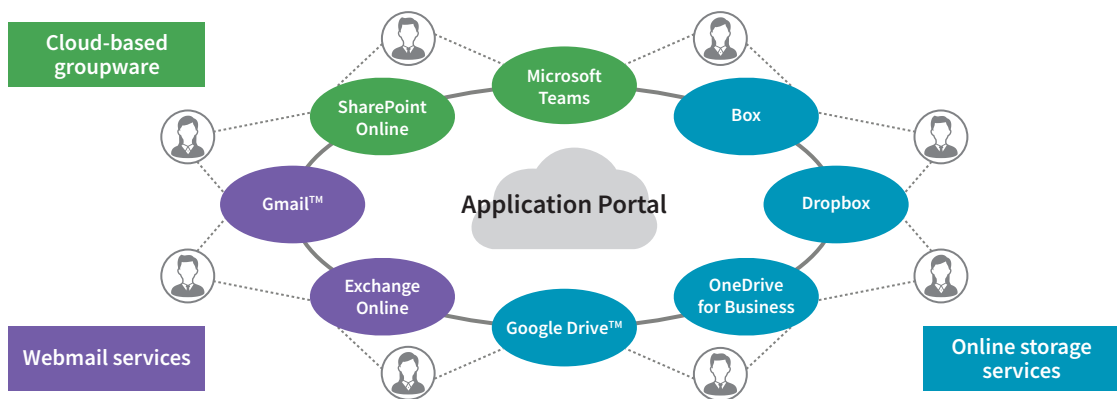 Cloud-based
groupware
Microsoft
Teams
SharePoint
Online
Box
Gmail™
Application Portal
Dropbox
Exchange
Online
OneDrive
for Business
Google Drive™
Webmail services
Online storage
services